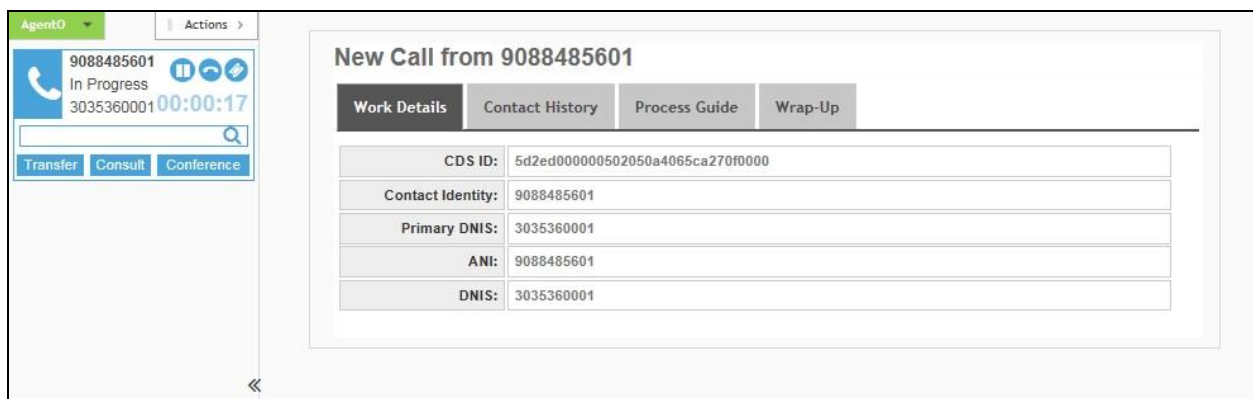 AgentO
Actions
9088485601
In Progress
3035360001 00:00:17
Transfer Consult Conference
New Call from 9088485601
Work Details Contact History Process Guide Wrap-Up
CDS ID: 5d2ed000000502050a4065ca270f0000
Contact Identity: 9088485601
Primary DNIS: 3035360001
ANI: 9088485601
DNIS: 3035360001